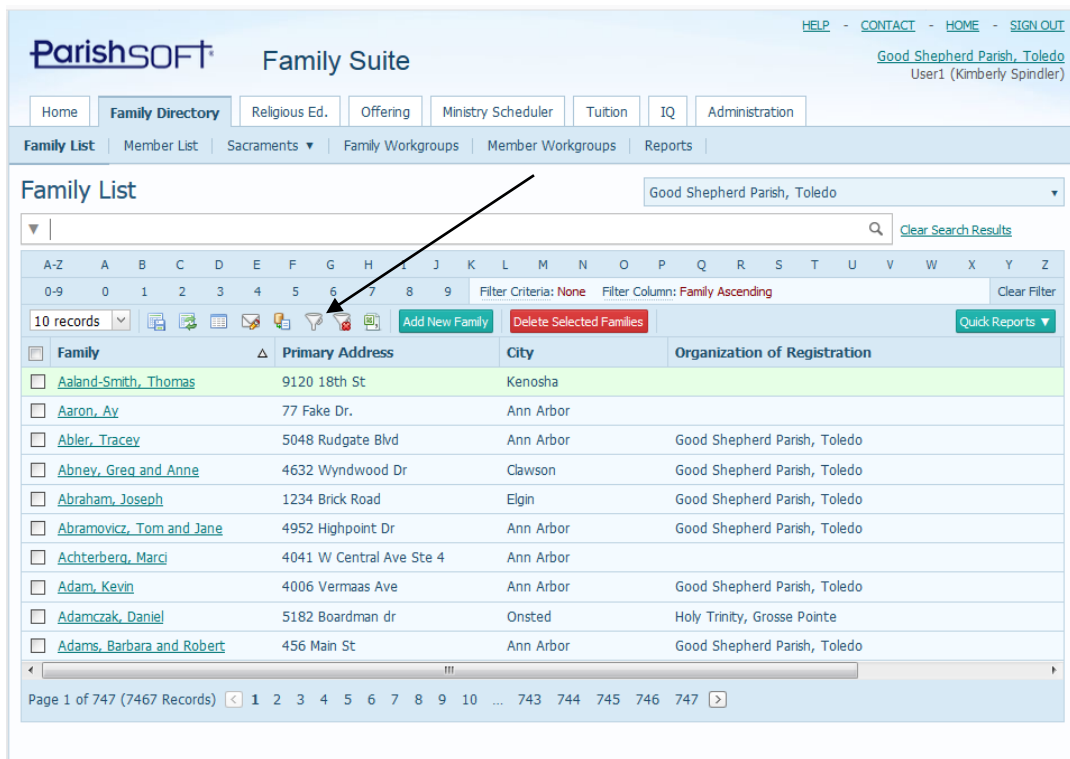 HELP - CONTACT - HOME - SIGN OUT
ParishSOFT Family Suite
Good Shepherd Parish, Toledo
User1 (Kimberly Spindler)
Home Family Directory Religious Ed. Offering Ministry Scheduler Tuition IQ Administration
Family List Member List Sacraments ▼ Family Workgroups Member Workgroups Reports
Family List Good Shepherd Parish, Toledo
Clear Search Results
A-Z A B C D E F G H I J K L M N O P Q R S T U V W X Y Z
0-9 0 1 2 3 4 5 6 7 8 9 Filter Criteria: None Filter Column: Family Ascending Clear Filter
10 records Add New Family Delete Selected Families Quick Reports ▼
Family Primary Address City Organization of Registration
Aaland-Smith, Thomas 9120 18th St Kenosha
Aaron, Ay 77 Fake Dr. Ann Arbor
Abler, Tracey 5048 Rudgate Blvd Ann Arbor Good Shepherd Parish, Toledo
Abney, Greg and Anne 4632 Wyndwood Dr Clawson Good Shepherd Parish, Toledo
Abraham, Joseph 1234 Brick Road Elgin Good Shepherd Parish, Toledo
Abramovicz, Tom and Jane 4952 Highpoint Dr Ann Arbor Good Shepherd Parish, Toledo
Achterberg, Marci 4041 W Central Ave Ste 4 Ann Arbor
Adam, Kevin 4006 Vermaas Ave Ann Arbor Good Shepherd Parish, Toledo
Adamczak, Daniel 5182 Boardman dr Onsted Holy Trinity, Grosse Pointe
Adams, Barbara and Robert 456 Main St Ann Arbor Good Shepherd Parish, Toledo
Page 1 of 747 (7467 Records) < 1 2 3 4 5 6 7 8 9 10 ... 743 744 745 746 747 >